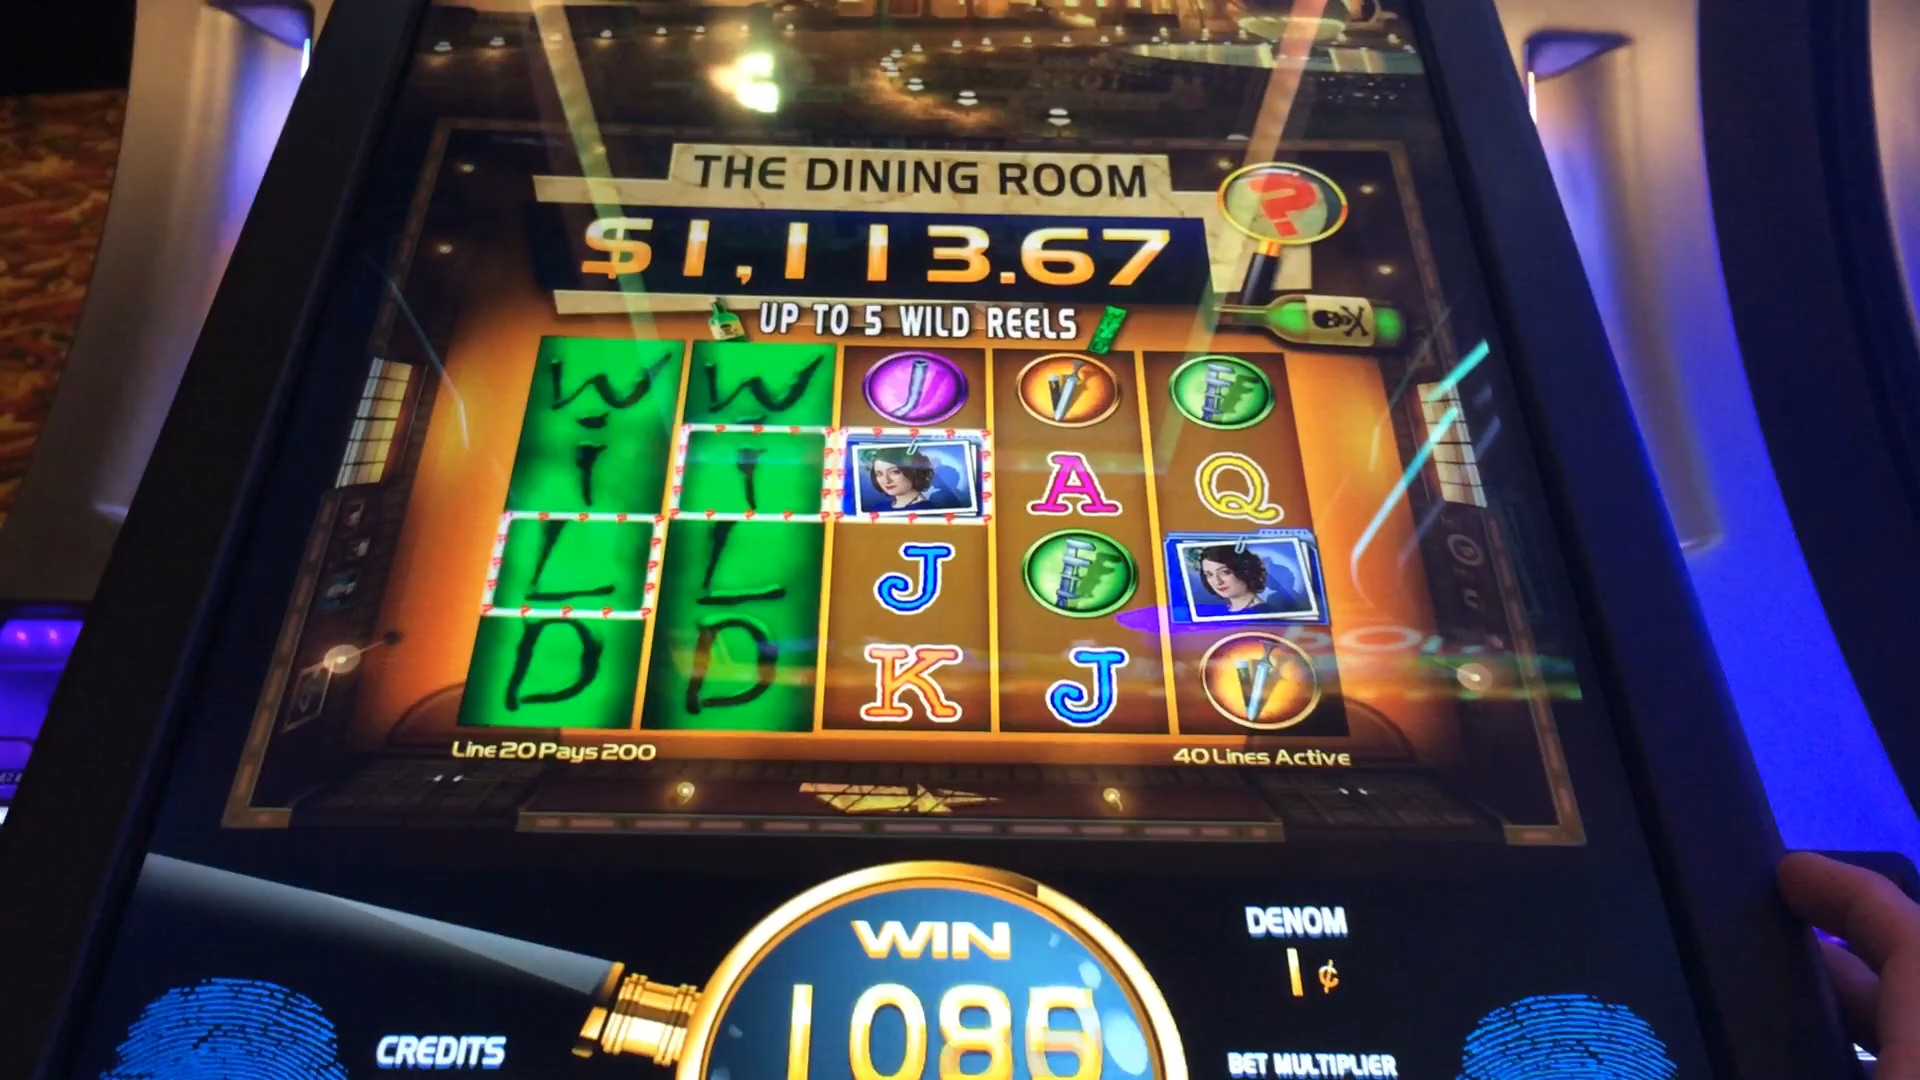 THE DINING ROOM
?
$1,113.67
UP TO 5 WILD REELS
WILD WILD J
A Q
J
K J
Line 20 Pays 200
40 Lines Active
WIN
DENOM
1¢
CREDITS
BET MULTIPLIER